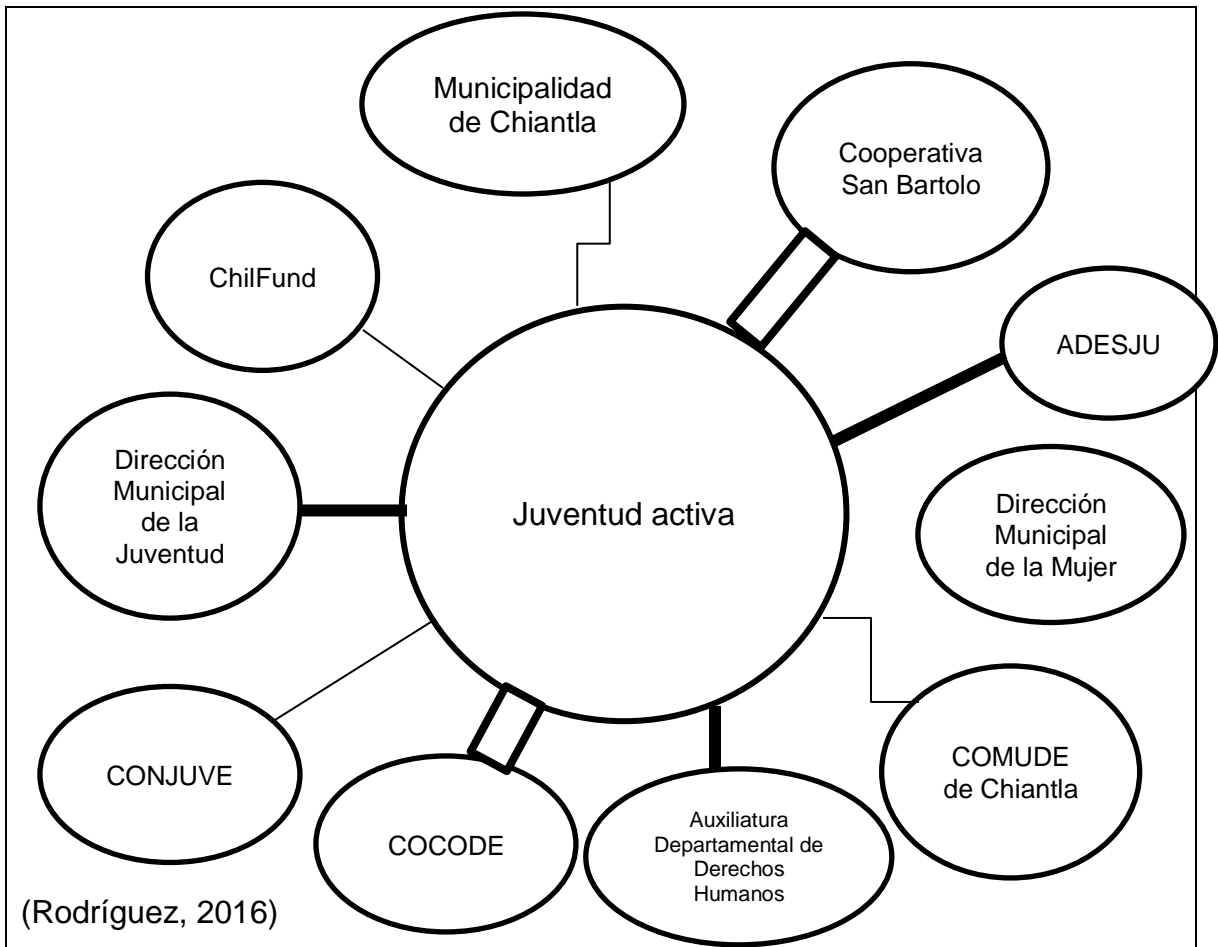 Municipalidad
de Chiantla
Cooperativa
San Bartolo
ChilFund
ADESJU
Dirección
Municipal
de la
Juventud
Juventud activa
Dirección
Municipal
de la Mujer
CONJUVE
COCODE
Auxiliatura
Departamental de
Derechos
Humanos
COMUDE
de Chiantla
(Rodríguez, 2016)